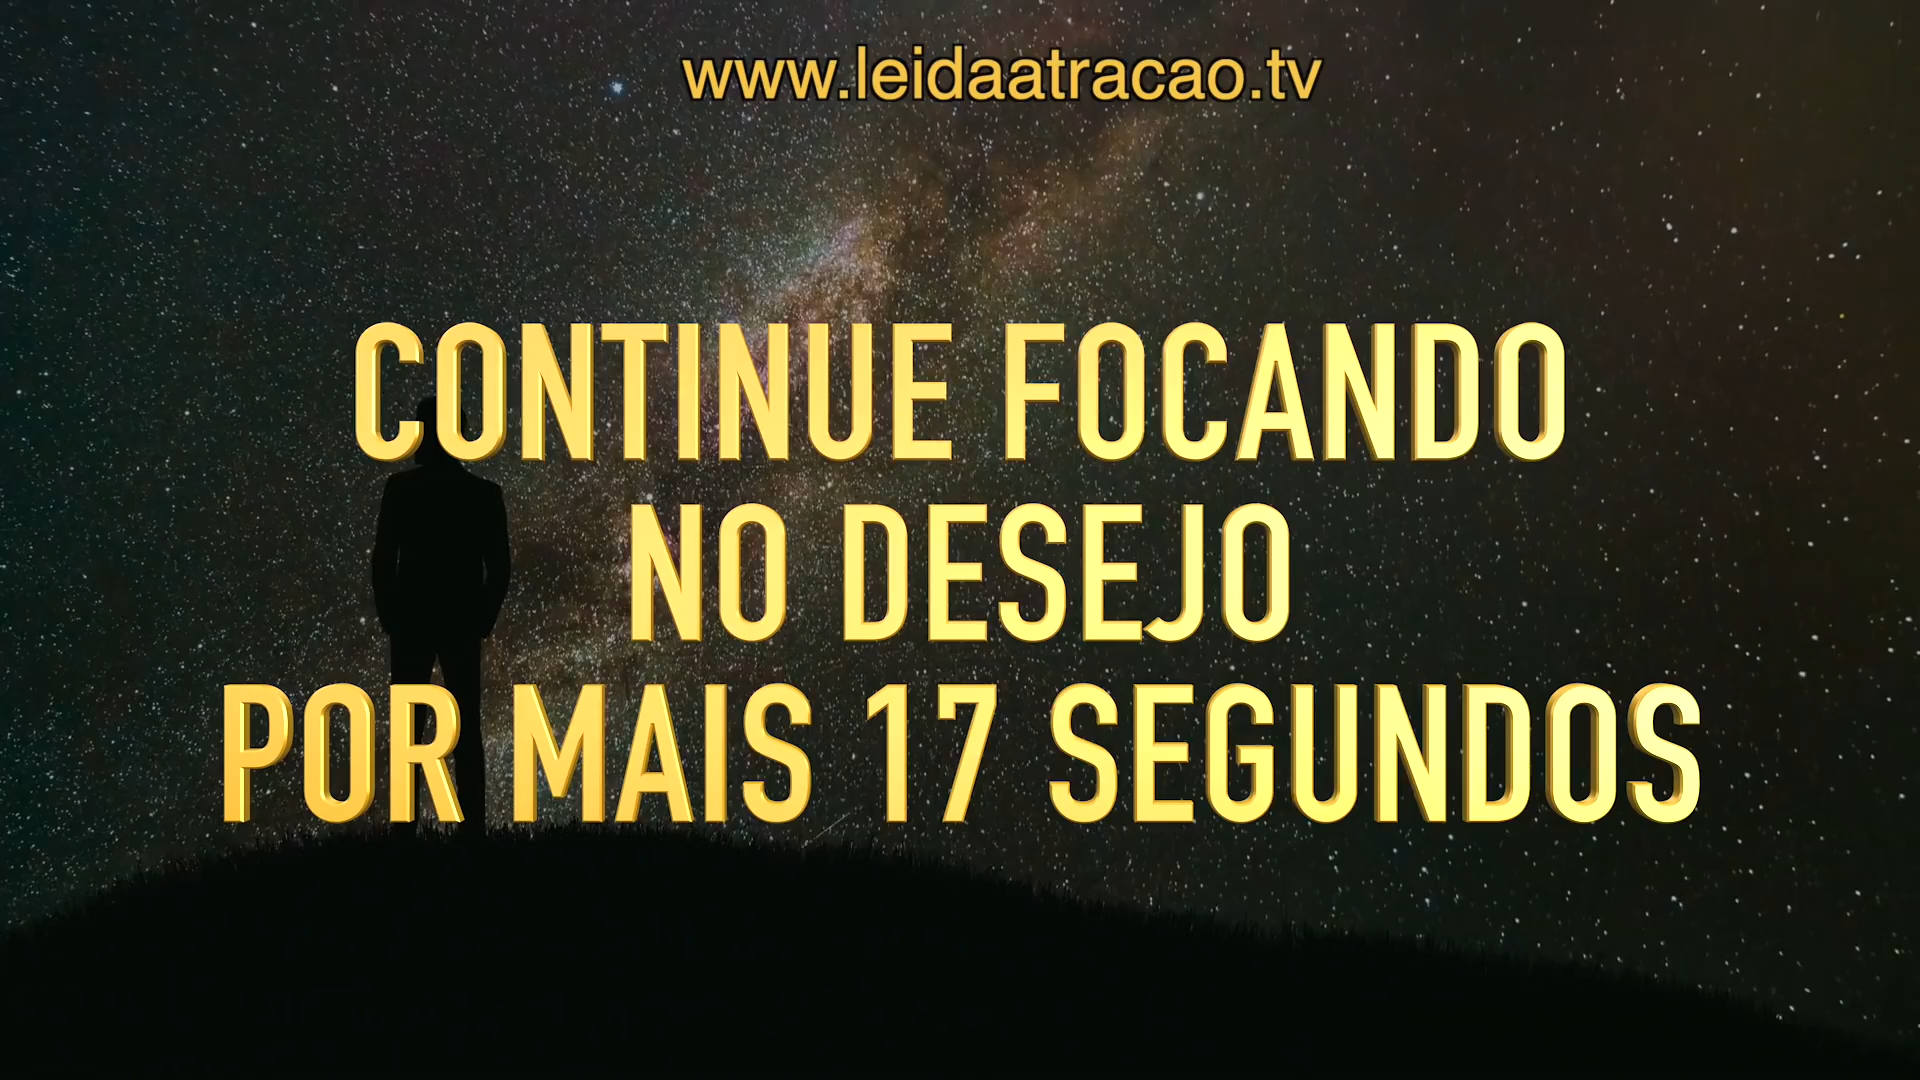 www.leidaatracao.tv
CONTINUE FOCANDO
NO DESEJO
POR MAIS 17 SEGUNDOS